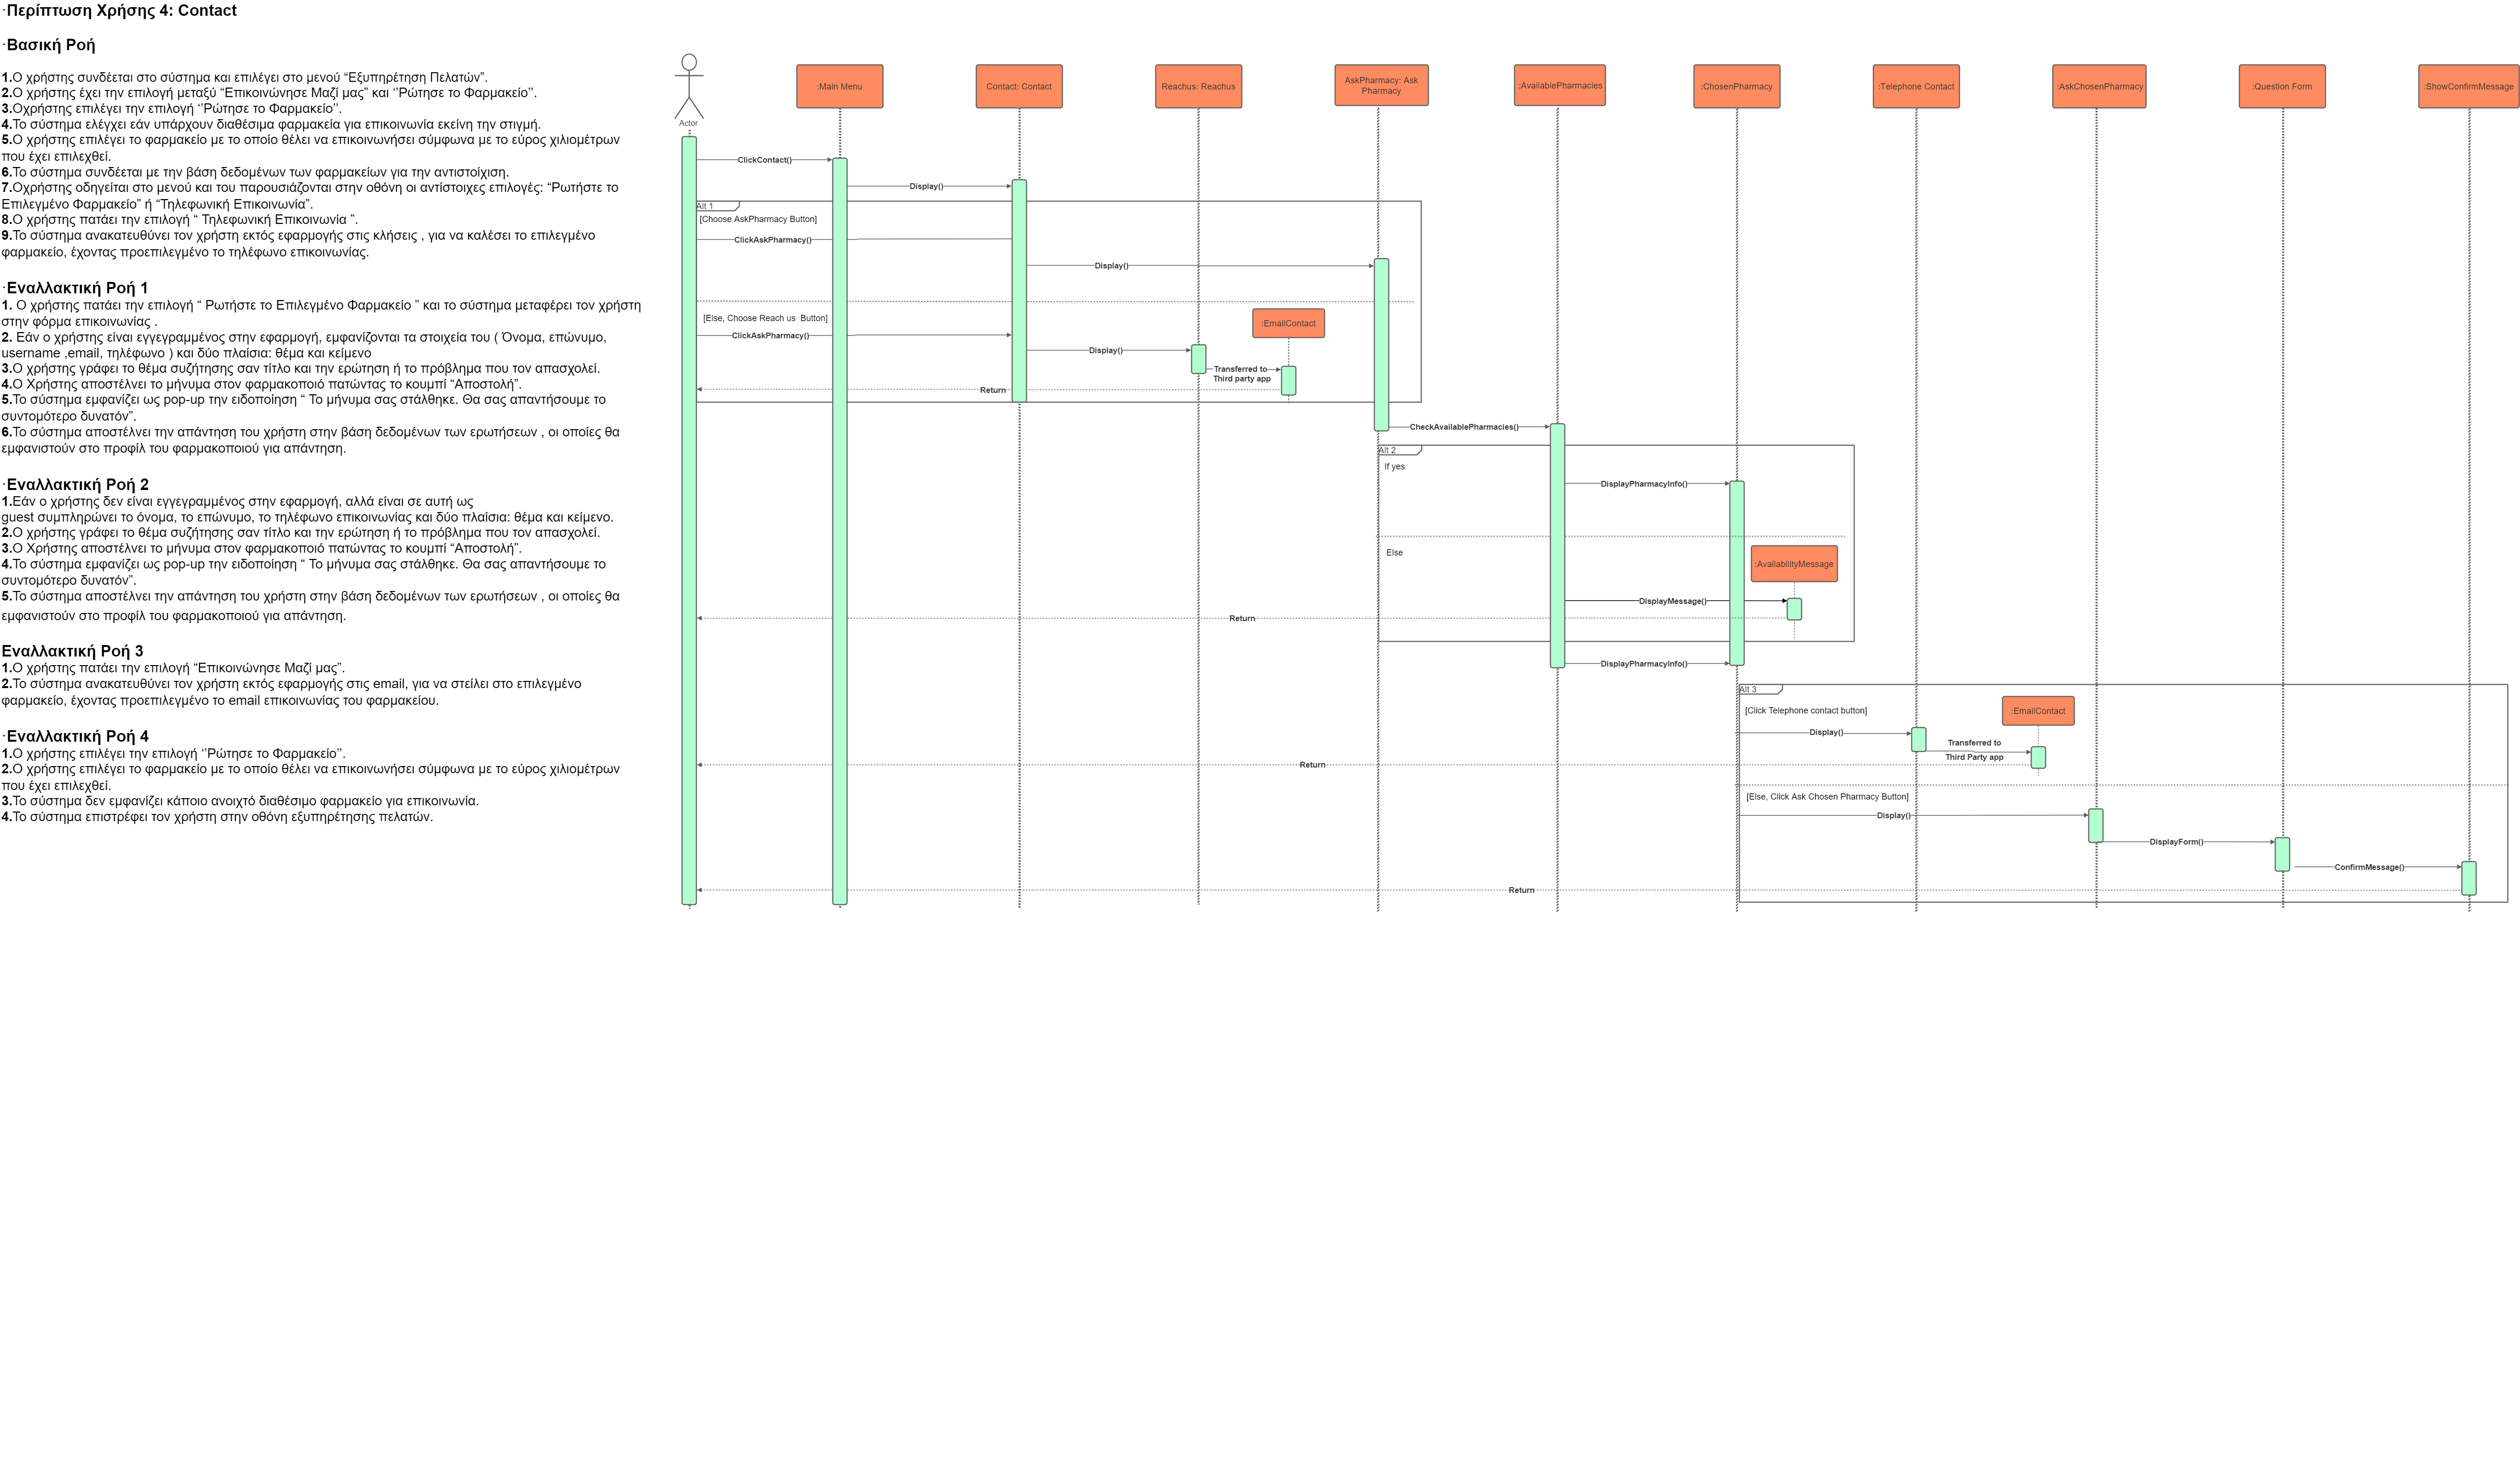 ·Περίπτωση Χρήσης 4: Contact
·Βασική Ροή
1.Ο χρήστης συνδέεται στο σύστημα και επιλέγει στο μενού “Εξυπηρέτηση Πελατών”.
2.Ο χρήστης έχει την επιλογή μεταξύ “Επικοινώνησε Μαζί μας” και ‘’Ρώτησε το Φαρμακείο’’.
3.Οχρήστης επιλέγει την επιλογή ‘’Ρώτησε το Φαρμακείο’’.
4.Το σύστημα ελέγχει εάν υπάρχουν διαθέσιμα φαρμακεία για επικοινωνία εκείνη την στιγμή.
5.Ο χρήστης επιλέγει το φαρμακείο με το οποίο θέλει να επικοινωνήσει σύμφωνα με το εύρος χιλιομέτρων
που έχει επιλεχθεί.
6.Το σύστημα συνδέεται με την βάση δεδομένων των φαρμακείων για την αντιστοίχιση.
7.Οχρήστης οδηγείται στο μενού και του παρουσιάζονται στην οθόνη οι αντίστοιχες επιλογές: “Ρωτήστε το
Επιλεγμένο Φαρμακείο” ή “Τηλεφωνική Επικοινωνία”.
8.Ο χρήστης πατάει την επιλογή “ Τηλεφωνική Επικοινωνία ”.
9.Το σύστημα ανακατευθύνει τον χρήστη εκτός εφαρμογής στις κλήσεις , για να καλέσει το επιλεγμένο
φαρμακείο, έχοντας προεπιλεγμένο το τηλέφωνο επικοινωνίας.
·Εναλλακτική Ροή 1
1. Ο χρήστης πατάει την επιλογή “ Ρωτήστε το Επιλεγμένο Φαρμακείο ” και το σύστημα μεταφέρει τον χρήστη
στην φόρμα επικοινωνίας .
2. Εάν ο χρήστης είναι εγγεγραμμένος στην εφαρμογή, εμφανίζονται τα στοιχεία του ( Όνομα, επώνυμο,
username ,email, τηλέφωνο ) και δύο πλαίσια: θέμα και κείμενο
3.Ο χρήστης γράφει το θέμα συζήτησης σαν τίτλο και την ερώτηση ή το πρόβλημα που τον απασχολεί.
4.Ο Χρήστης αποστέλνει το μήνυμα στον φαρμακοποιό πατώντας το κουμπί “Αποστολή”.
5.Το σύστημα εμφανίζει ως pop-up την ειδοποίηση “ Το μήνυμα σας στάλθηκε. Θα σας απαντήσουμε το
συντομότερο δυνατόν”.
6.Το σύστημα αποστέλνει την απάντηση του χρήστη στην βάση δεδομένων των ερωτήσεων , οι οποίες θα
εμφανιστούν στο προφίλ του φαρμακοποιού για απάντηση.
·Εναλλακτική Ροή 2
1.Εάν ο χρήστης δεν είναι εγγεγραμμένος στην εφαρμογή, αλλά είναι σε αυτή ως
guest συμπληρώνει το όνομα, το επώνυμο, το τηλέφωνο επικοινωνίας και δύο πλαίσια: θέμα και κείμενο.
2.Ο χρήστης γράφει το θέμα συζήτησης σαν τίτλο και την ερώτηση ή το πρόβλημα που τον απασχολεί.
3.Ο Χρήστης αποστέλνει το μήνυμα στον φαρμακοποιό πατώντας το κουμπί “Αποστολή”.
4.Το σύστημα εμφανίζει ως pop-up την ειδοποίηση “ Το μήνυμα σας στάλθηκε. Θα σας απαντήσουμε το
συντομότερο δυνατόν”.
5.Το σύστημα αποστέλνει την απάντηση του χρήστη στην βάση δεδομένων των ερωτήσεων , οι οποίες θα
εμφανιστούν στο προφίλ του φαρμακοποιού για απάντηση.
Εναλλακτική Ροή 3
1.Ο χρήστης πατάει την επιλογή “Επικοινώνησε Μαζί μας”.
2.Το σύστημα ανακατευθύνει τον χρήστη εκτός εφαρμογής στις email, για να στείλει στο επιλεγμένο
φαρμακείο, έχοντας προεπιλεγμένο το email επικοινωνίας του φαρμακείου.
·Εναλλακτική Ροή 4
1.Ο χρήστης επιλέγει την επιλογή ‘’Ρώτησε το Φαρμακείο’’.
2.Ο χρήστης επιλέγει το φαρμακείο με το οποίο θέλει να επικοινωνήσει σύμφωνα με το εύρος χιλιομέτρων
που έχει επιλεχθεί.
3.Το σύστημα δεν εμφανίζει κάποιο ανοιχτό διαθέσιμο φαρμακείο για επικοινωνία.
4.Το σύστημα επιστρέφει τον χρήστη στην οθόνη εξυπηρέτησης πελατών.
Actor
:Main Menu
Contact: Contact
Reachus: Reachus
AskPharmacy: Ask
Pharmacy
:AvailablePharmacies
:ChosenPharmacy
:Telephone Contact
:AskChosenPharmacy
:Question Form
:ShowConfirmMessage
ClickContact()
Display()
Alt 1
[Choose AskPharmacy Button]
ClickAskPharmacy()
Display()
[Else, Choose Reach us  Button]
:EmailContact
ClickAskPharmacy()
Display()
Transferred to
Third party app
Return
CheckAvailablePharmacies()
Alt 2
If yes
DisplayPharmacyInfo()
Else
:AvailabilityMessage
DisplayMessage()
Return
DisplayPharmacyInfo()
Alt 3
[Click Telephone contact button]
:EmailContact
Display()
Transferred to
Third Party app
Return
[Else, Click Ask Chosen Pharmacy Button]
Display()
DisplayForm()
ConfirmMessage()
Return